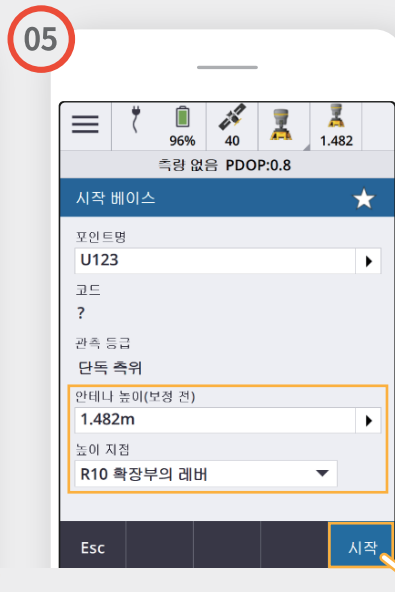 05
96%
40
1.482
측량 없음 PDOP:0.8
시작 베이스
포인트명
U123
코드
?
관측 등급
단독 측위
안테나 높이(보정 전)
1.482m
높이 지점
R10 확장부의 레버
Esc
시작